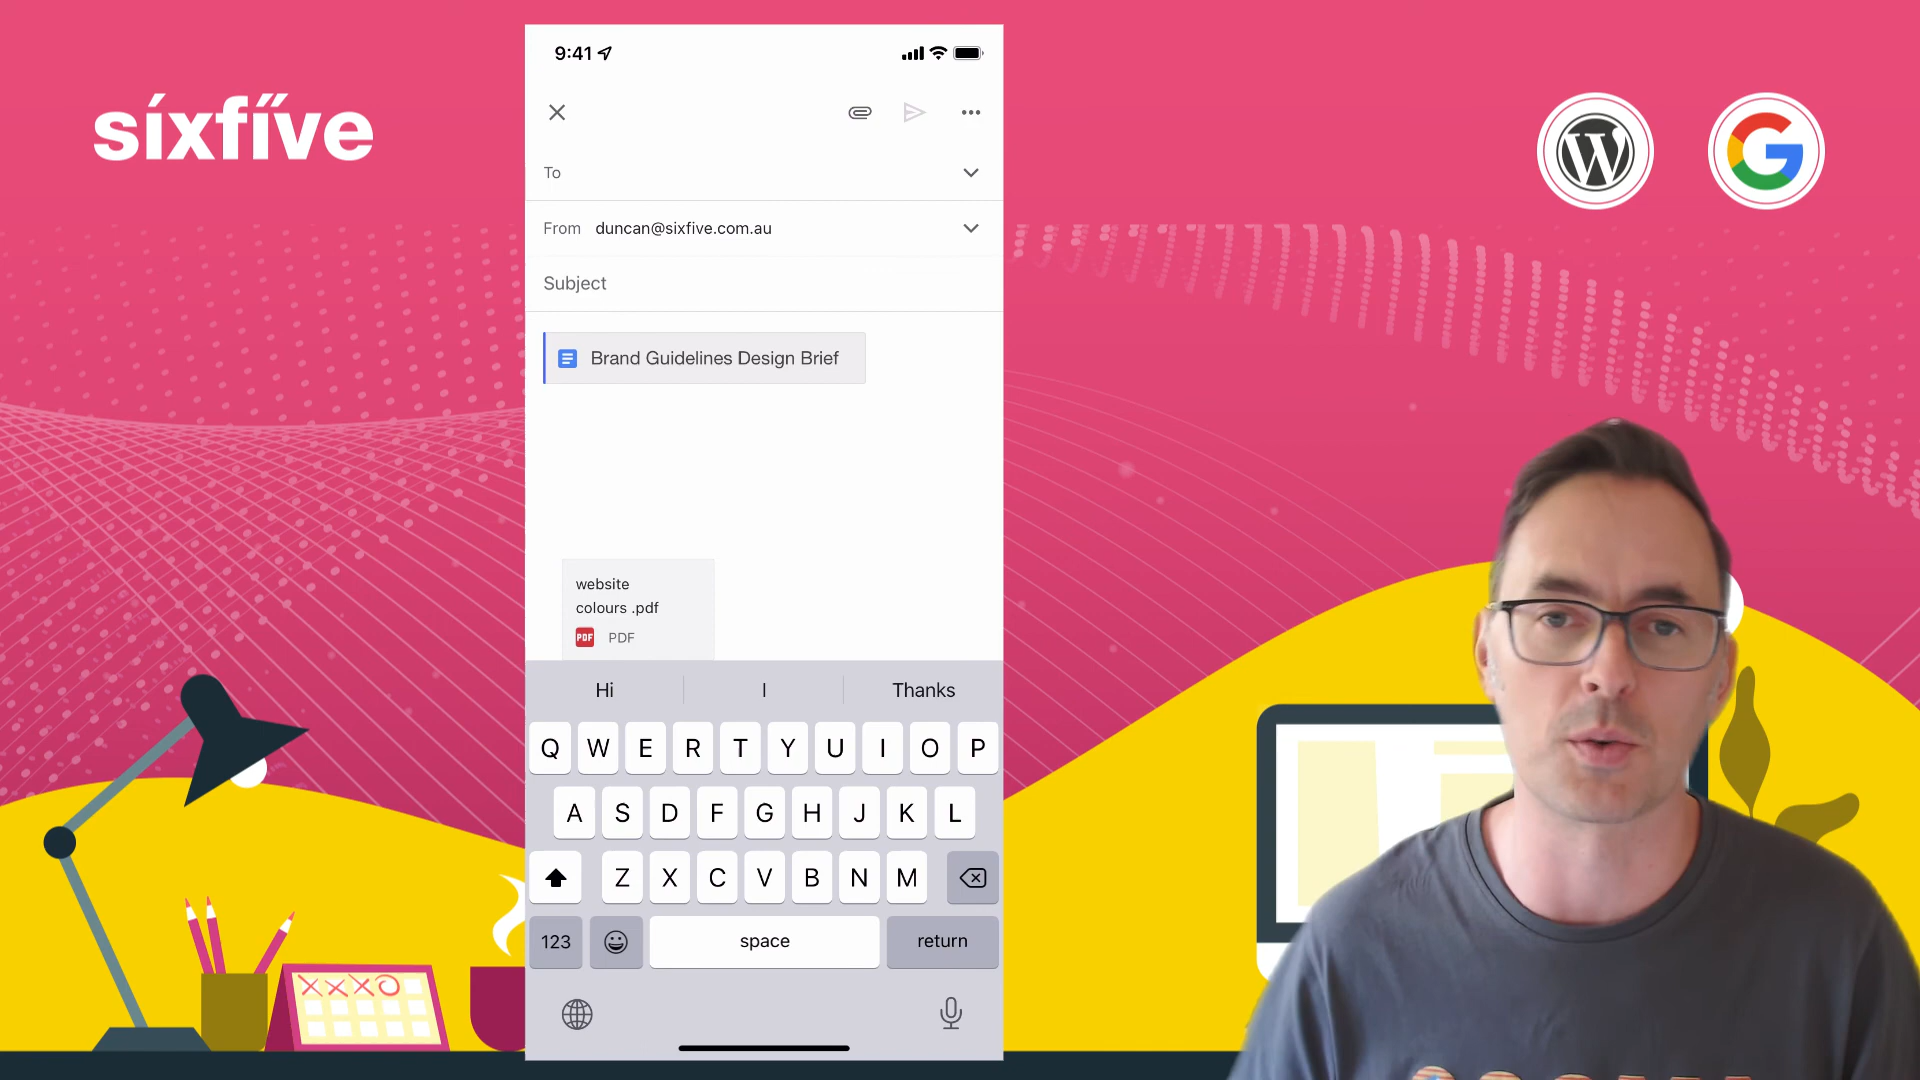 síxfíve
9:41
To
From duncan@sixfive.com.au
Subject
Brand Guidelines Design Brief
website
colours .pdf
PDF PDF
Hi I Thanks
Q W E R T Y U I O P
A S D F G H J K L
Z X C V B N M
123 space return
W G